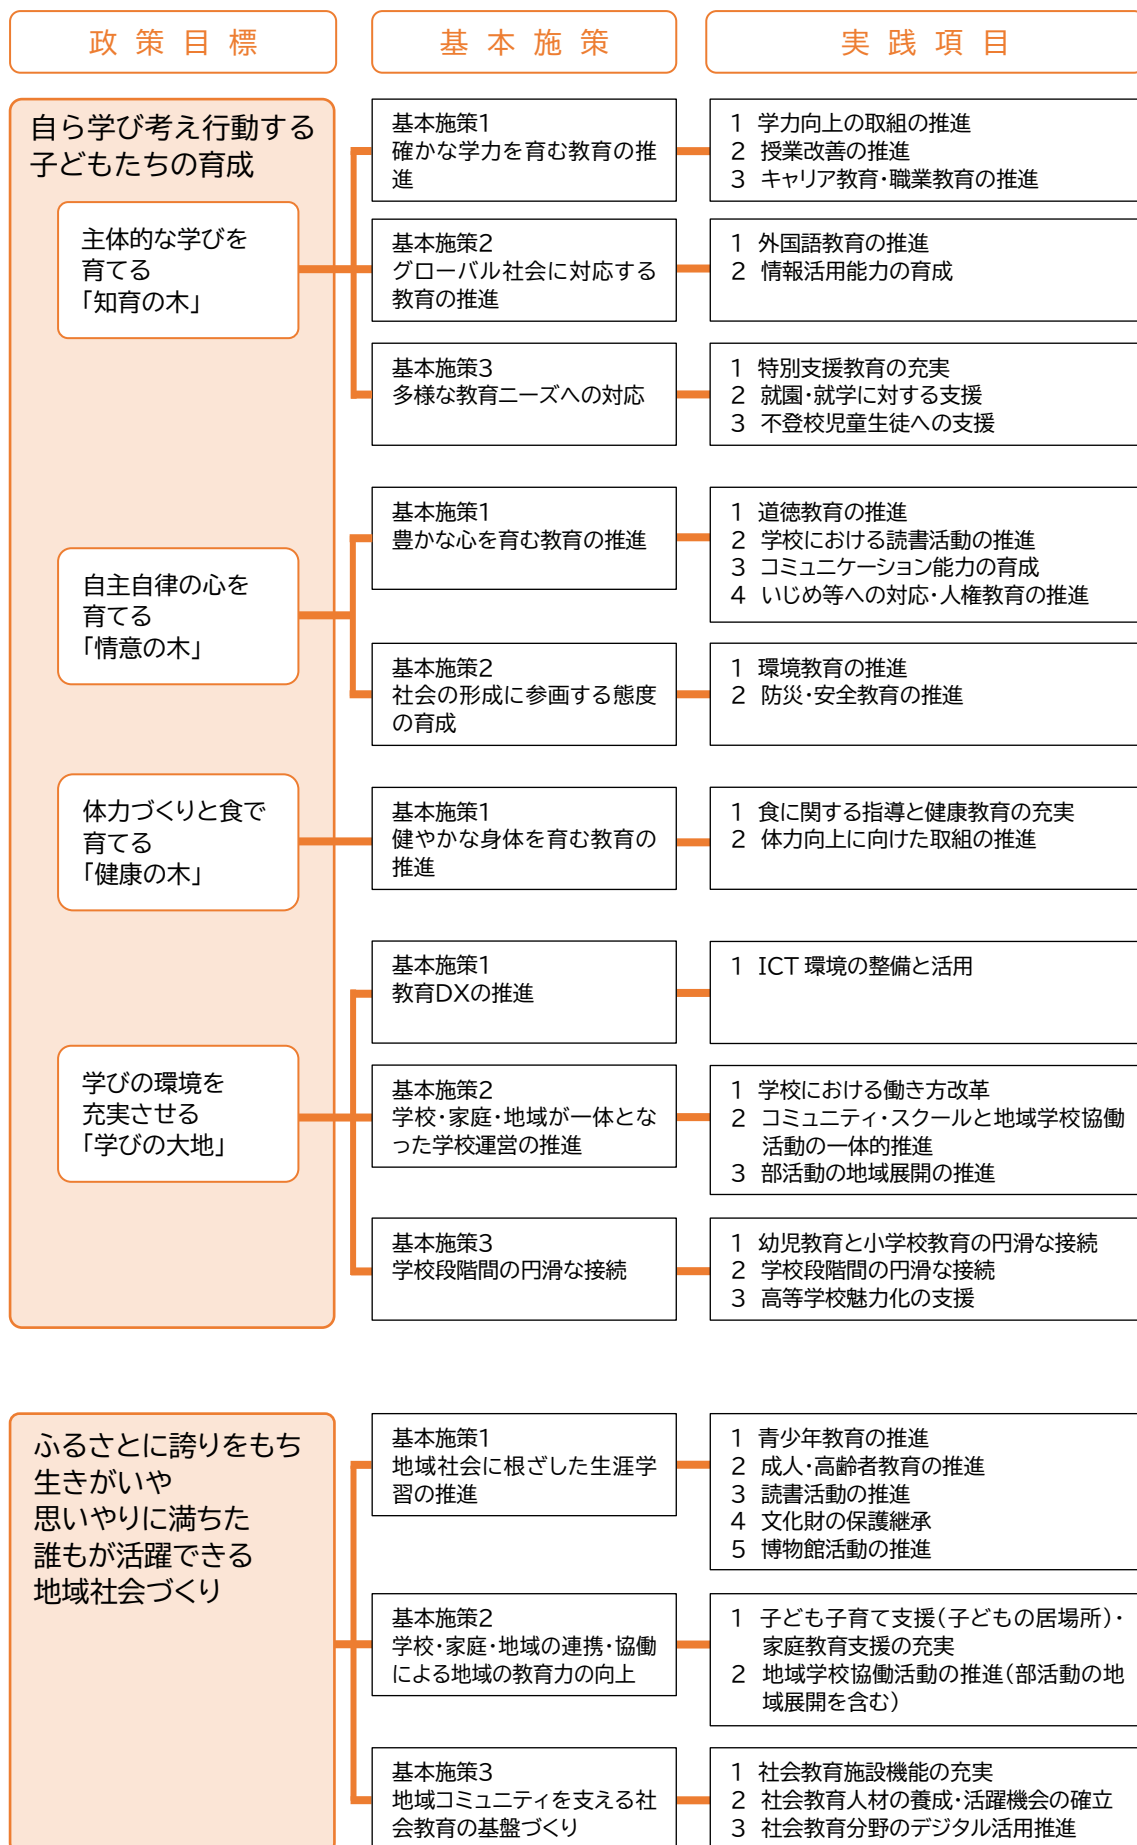 政策目標
基本施策
実践項目
自ら学び考え行動する
子どもたちの育成
主体的な学びを
育てる
「知育の木」
基本施策1
確かな学力を育む教育の推
進
1 学力向上の取組の推進
2 授業改善の推進
3 キャリア教育・職業教育の推進
基本施策2
グローバル社会に対応する
教育の推進
1 外国語教育の推進
2 情報活用能力の育成
基本施策3
多様な教育ニーズへの対応
1 特別支援教育の充実
2 就園・就学に対する支援
3 不登校児童生徒への支援
自主自律の心を
育てる
「情意の木」
基本施策1
豊かな心を育む教育の推進
1 道徳教育の推進
2 学校における読書活動の推進
3 コミュニケーション能力の育成
4 いじめ等への対応・人権教育の推進
基本施策2
社会の形成に参画する態度
の育成
1 環境教育の推進
2 防災・安全教育の推進
体力づくりと食で
育てる
「健康の木」
基本施策1
健やかな身体を育む教育の
推進
1 食に関する指導と健康教育の充実
2 体力向上に向けた取組の推進
学びの環境を
充実させる
「学びの大地」
基本施策1
教育DXの推進
1 ICT 環境の整備と活用
基本施策2
学校・家庭・地域が一体とな
った学校運営の推進
1 学校における働き方改革
2 コミュニティ・スクールと地域学校協働
活動の一体的推進
3 部活動の地域展開の推進
基本施策3
学校段階間の円滑な接続
1 幼児教育と小学校教育の円滑な接続
2 学校段階間の円滑な接続
3 高等学校魅力化の支援
ふるさとに誇りをもち
生きがいや
思いやりに満ちた
誰もが活躍できる
地域社会づくり
基本施策1
地域社会に根ざした生涯学
習の推進
1 青少年教育の推進
2 成人・高齢者教育の推進
3 読書活動の推進
4 文化財の保護継承
5 博物館活動の推進
基本施策2
学校・家庭・地域の連携・協働
による地域の教育力の向上
1 子ども子育て支援(子どもの居場所)・
家庭教育支援の充実
2 地域学校協働活動の推進(部活動の地
域展開を含む)
基本施策3
地域コミュニティを支える社
会教育の基盤づくり
1 社会教育施設機能の充実
2 社会教育人材の養成・活躍機会の確立
3 社会教育分野のデジタル活用推進